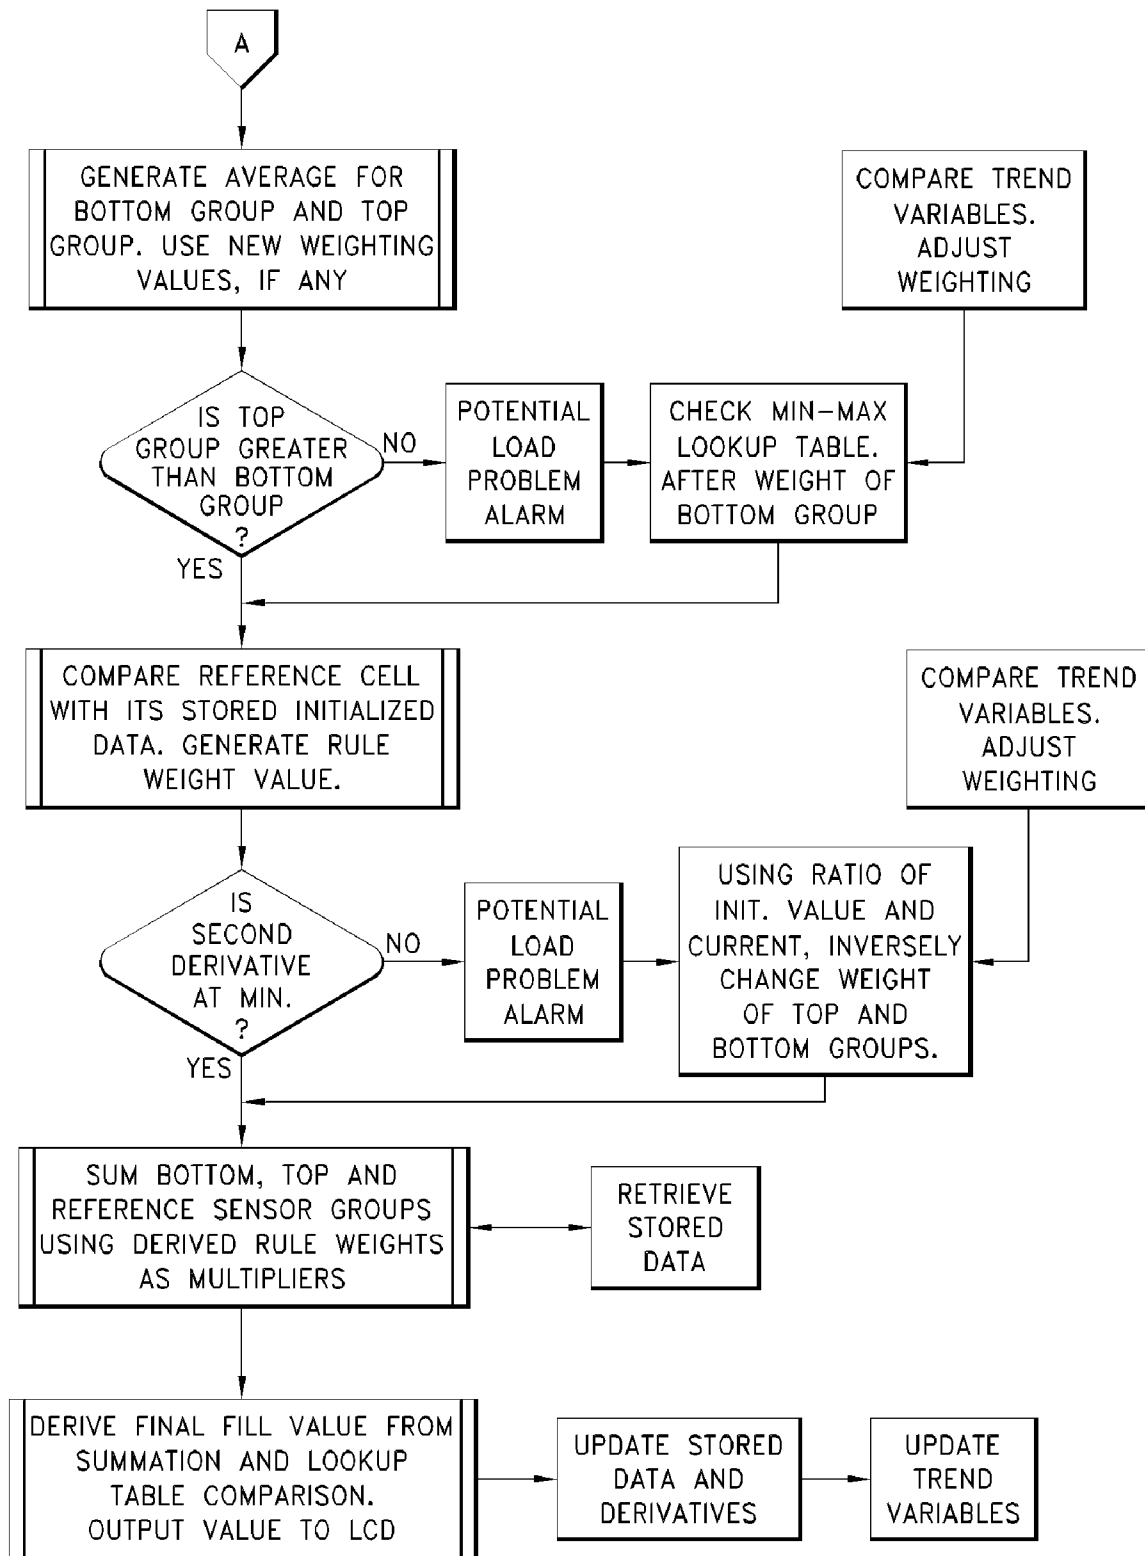 A
GENERATE AVERAGE FOR
BOTTOM GROUP AND TOP
GROUP. USE NEW WEIGHTING
VALUES, IF ANY
COMPARE TREND
VARIABLES.
ADJUST
WEIGHTING
IS TOP
GROUP GREATER
THAN BOTTOM
GROUP
?
NO
YES
POTENTIAL
LOAD
PROBLEM
ALARM
CHECK MIN-MAX
LOOKUP TABLE.
AFTER WEIGHT OF
BOTTOM GROUP
COMPARE REFERENCE CELL
WITH ITS STORED INITIALIZED
DATA. GENERATE RULE
WEIGHT VALUE.
COMPARE TREND
VARIABLES.
ADJUST
WEIGHTING
IS
SECOND
DERIVATIVE
AT MIN.
?
NO
YES
POTENTIAL
LOAD
PROBLEM
ALARM
USING RATIO OF
INIT. VALUE AND
CURRENT, INVERSELY
CHANGE WEIGHT
OF TOP AND
BOTTOM GROUPS.
SUM BOTTOM, TOP AND
REFERENCE SENSOR GROUPS
USING DERIVED RULE WEIGHTS
AS MULTIPLIERS
RETRIEVE
STORED
DATA
DERIVE FINAL FILL VALUE FROM
SUMMATION AND LOOKUP
TABLE COMPARISON.
OUTPUT VALUE TO LCD
UPDATE STORED
DATA AND
DERIVATIVES
UPDATE
TREND
VARIABLES